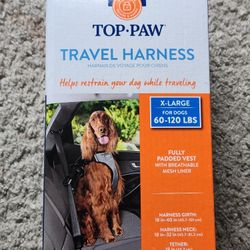 TOP•PAW
TRAVEL HARNESS
HARNAIS DE VOYAGE POUR CHIENS
Helps restrain your dog while traveling
X-LARGE
FOR DOGS
60-120 LBS
FULLY
PADDED VEST
WITH BREATHABLE
MESH LINER
HARNESS GIRTH:
HARNESS NECK:
TETHER: